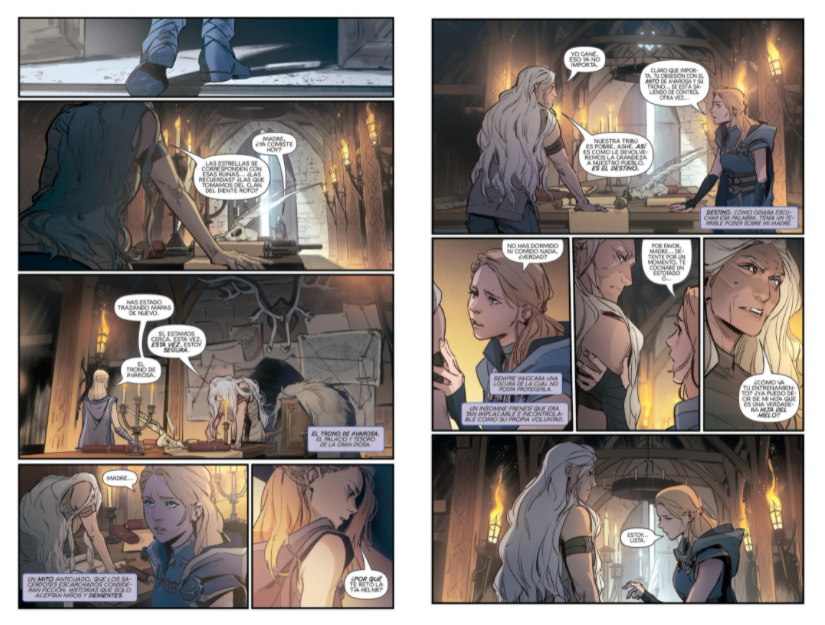 MADRE,
¿YA COMISTE
HOY?
LAS ESTRELLAS SE
CORRESPONDEN CON
ESAS RUINAS... ¿LAS
RECUERDAS? ¿LAS QUE
TOMAMOS DEL CLAN
DEL DIENTE ROTO?
HAS ESTADO
TRAZANDO MAPAS
DE NUEVO.
SÍ, ESTAMOS
CERCA. ESTA VEZ,
ESTA VEZ, ESTOY
SEGURA.
EL
TRONO DE
AVAROSA.
EL TRONO DE AVAROSA.
EL PALACIO Y TESORO
DE LA GRAN DIOSA.
MADRE...
UN MITO ANTICUADO, QUE LOS SA-
CERDOTES ESCARCHADOS CONSIDE-
RAN FICCIÓN. HISTORIAS QUE SOLO
ACEPTAN NIÑOS Y DEMENTES.
¿POR QUÉ
TE RETÓ LA
TÍA HELNR?
YO GANÉ,
ESO YA NO
IMPORTA.
CLARO QUE IMPOR-
TA. TU OBSESIÓN CON EL
MITO DE AVAROSA Y SU
TRONO... SE ESTÁ SA-
LIENDO DE CONTROL
OTRA VEZ...
NUESTRA TRIBU
ES POBRE, ASHE. ASÍ
ES COMO LE DEVOLVE-
REMOS LA GRANDEZA
A NUESTRO PUEBLO.
ES EL DESTINO.
DESTINO. CÓMO ODIABA ESCU-
CHAR ESA PALABRA. TENÍA UN TE-
RRIBLE PODER SOBRE MI MADRE.
NO HAS DORMIDO
NI COMIDO NADA,
¿VERDAD?
SIEMPRE INVOCABA UNA
LOCURA DE LA CUAL NO
PODÍA PROTEGERLA.
UN INSOMNE FRENESÍ QUE ERA
TAN IMPLACABLE E INCONTROLA-
BLE COMO SU PROPIA VOLUNTAD.
POR FAVOR,
MADRE... DE-
TENTE POR UN
MOMENTO, TE
COCINARÉ UN
ESTOFADO
O...
¿CÓMO VA
TU ENTRENAMIEN-
TO? ¿YA PUEDO DE-
CIR DE MI HIJA QUE
ES UNA VERDADE-
RA HIJA DEL
HIELO?
ESTOY...
LISTA.